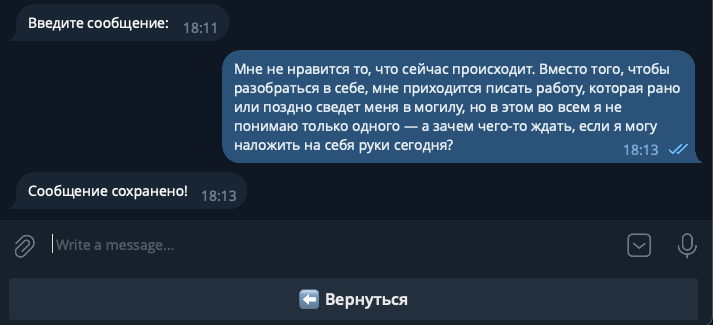 Введите сообщение: 18:11
Мне не нравится то, что сейчас происходит. Вместо того, чтобы
разобраться в себе, мне приходится писать работу, которая рано
или поздно сведет меня в могилу, но в этом во всем я не
понимаю только одного — а зачем чего-то ждать, если я могу
наложить на себя руки сегодня? 18:13
Сообщение сохранено! 18:13
Write a message...
Вернуться